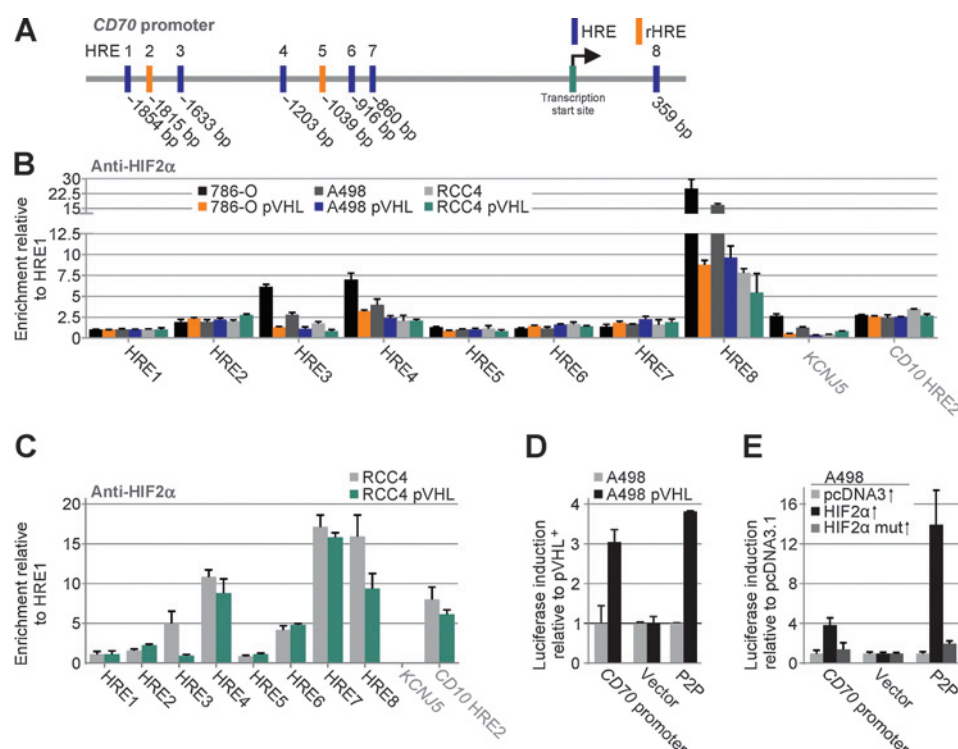 A
CD70 promoter
HRE
rHRE
HRE 1 2 3 4 5 6 7 8
-1854 bp
-1815 bp
-1633 bp
-1203 bp
-1039 bp
-916 bp
-860 bp
Transcription
start site
359 bp
B
Anti-HIF2α
786-O
A498
RCC4
786-O pVHL
A498 pVHL
RCC4 pVHL
Enrichment relative
to HRE1
30
22.5
15
12.5
10
7.5
5
2.5
0
HRE1
HRE2
HRE3
HRE4
HRE5
HRE6
HRE7
HRE8
KCNJ5
CD10 HRE2
C
Anti-HIF2α
RCC4
RCC4 pVHL
Enrichment relative
to HRE1
20
15
10
5
0
HRE1
HRE2
HRE3
HRE4
HRE5
HRE6
HRE7
HRE8
KCNJ5
CD10 HRE2
D
A498
A498 pVHL
Luciferase induction
relative to pVHL+
4
3
2
1
0
CD70 promoter
Vector
P2P
E
A498
pcDNA3↑
HIF2α↑
HIF2α mut↑
Luciferase induction
relative to pcDNA3.1
16
12
8
4
0
CD70 promoter
Vector
P2P